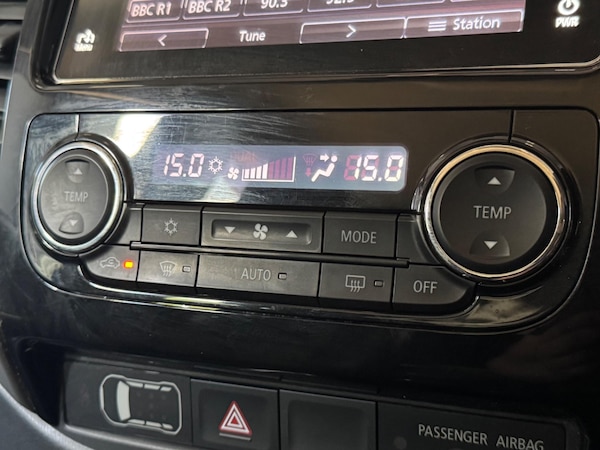 BBC R1 BBC R2 90.3
Tune
Station
PWR
15.0 15.0
TEMP
TEMP
MODE
AUTO
OFF
PASSENGER AIRBAG